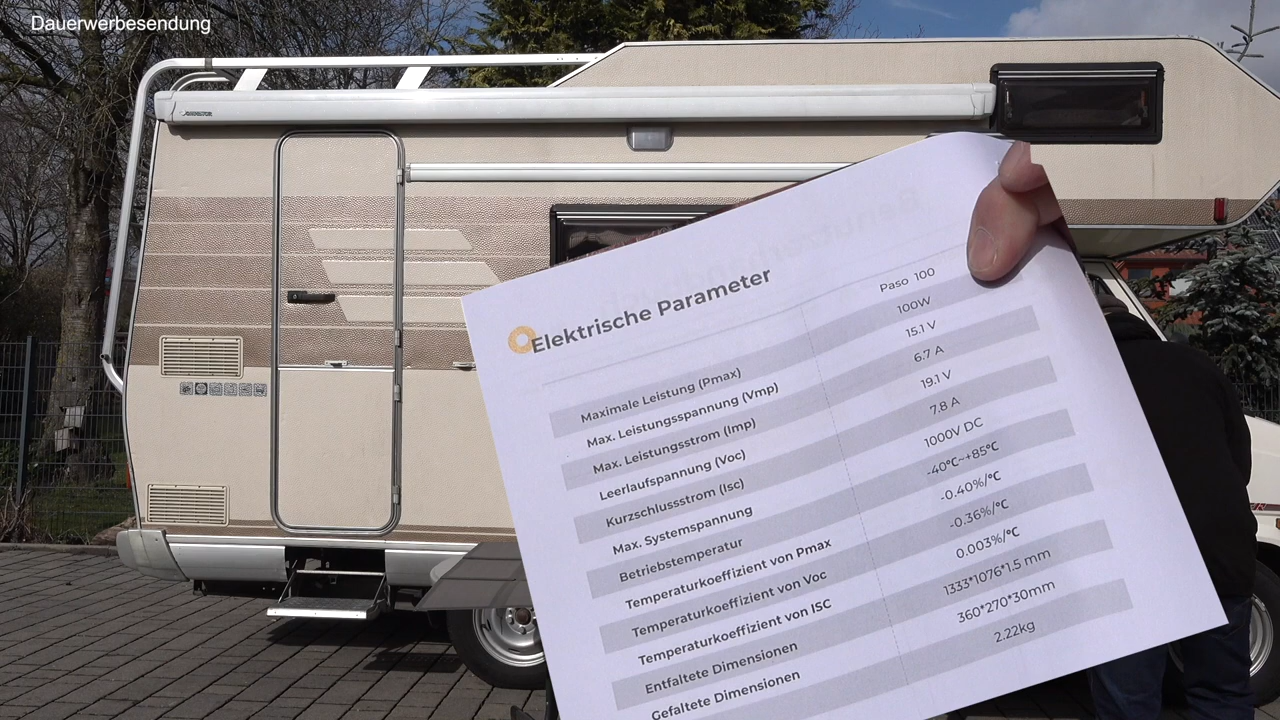 Dauerwerbesendung
Elektrische Parameter
Paso 100
Maximale Leistung (Pmax) 100W
Max. Leistungsspannung (Vmp) 15.1 V
Max. Leistungsstrom (Imp) 6.7 A
Leerlaufspannung (Voc) 19.1 V
Kurzschlussstrom (Isc) 7.8 A
Max. Systemspannung 1000V DC
Betriebtemperatur -40℃~+85℃
Temperaturkoeffizient von Pmax -0.40%/℃
Temperaturkoeffizient von Voc -0.36%/℃
Temperaturkoeffizient von ISC 0.003%/℃
Entfaltete Dimensionen 1333*1076*1.5 mm
Gefaltete Dimensionen 360*270*30mm
2.22kg